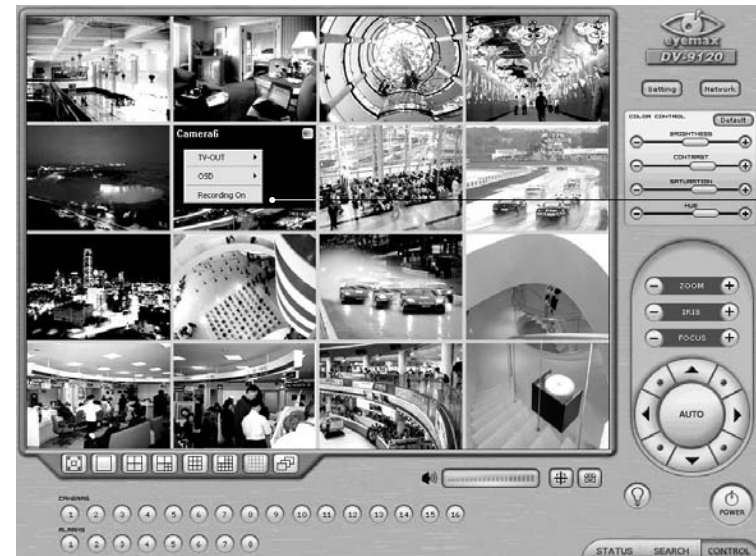 eyemax
DV-9120
Setting Network
COLOR CONTROL Default
BRIGHTNESS
CONTRAST
SATURATION
HUE
Camera6
TV-OUT
OSD
Recording On
ZOOM
IRIS
FOCUS
AUTO
CAMERAS
1 2 3 4 5 6 7 8 9 10 11 12 13 14 15 16
ALARMS
1 2 3 4 5 6 7 8
POWER
STATUS SEARCH CONTROL